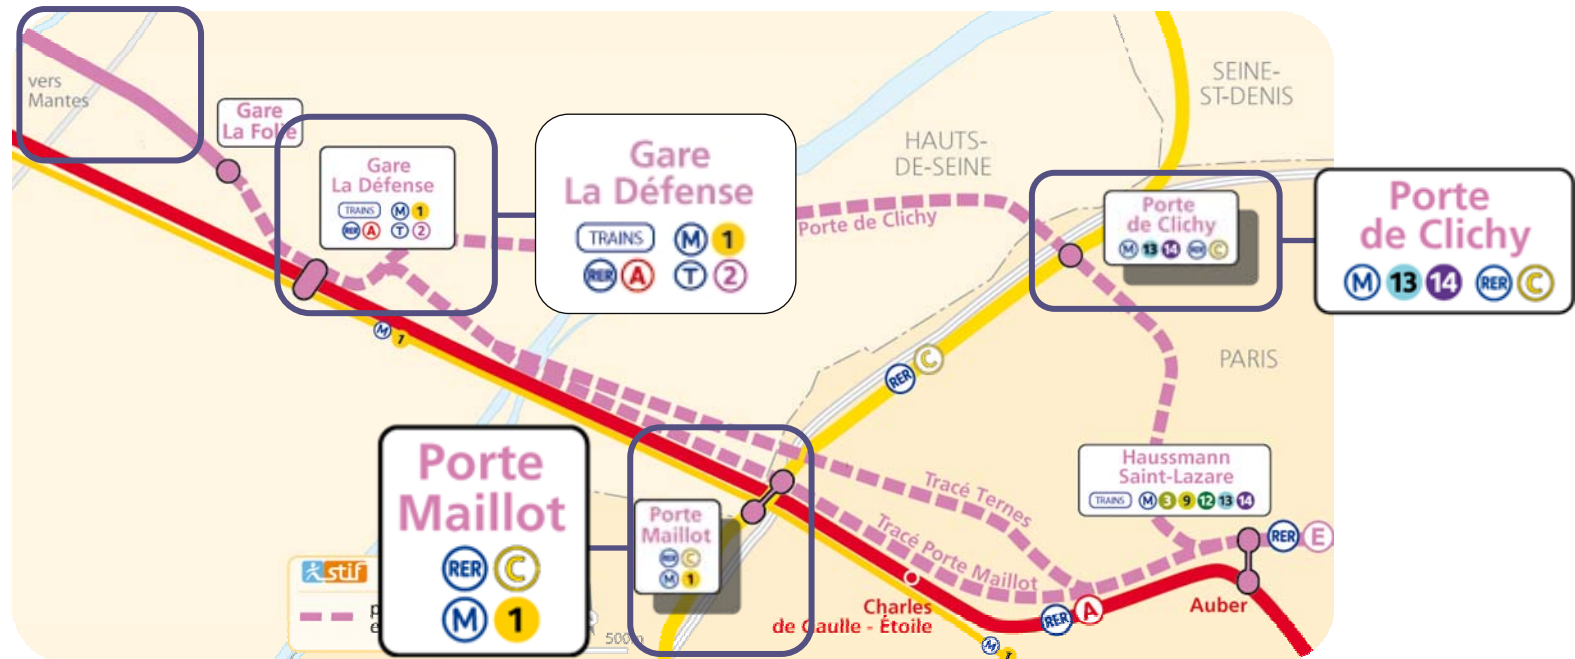 vers
Mantes
Gare
La Folie
Gare
La Défense
TRAINS M 1
RER A T 2
Gare
La Défense
TRAINS M 1
RER A T 2
HAUTS-
DE-SEINE
SEINE-
ST-DENIS
Porte de Clichy
Porte
de Clichy
M 13 14 RER C
Porte
de Clichy
M 13 14 RER C
M 1
RER C
PARIS
Haussmann
Saint-Lazare
TRAINS M 3 9 12 13 14
Porte
Maillot
RER C
M 1
Porte
Maillot
RER C
M 1
Tracé Ternes
Tracé Porte Maillot
RER E
stif
Charles
de Gaulle - Étoile
RER A
Auber
500m
M 1